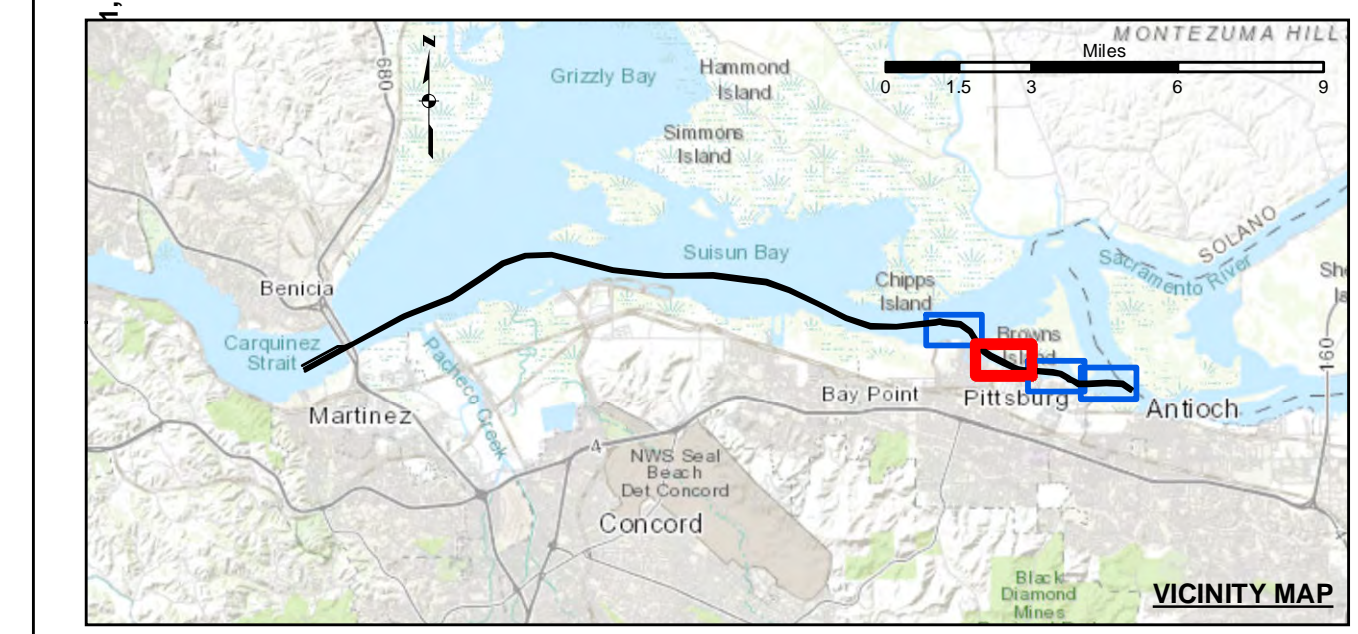 MONTEZUMA HILL
Miles
0 1.5 3 6 9
N
680
Grizzly Bay
Hammond
Island
Simmons
Island
SOLANO
Suisun Bay
Sacramento River
Chipps
Island
Benicia
Browns
Island
Carquinez
Strait
Pacheco Creek
160
Bay Point
Pittsburg
Antioch
Martinez
4
NWS Seal
Beach
Det Concord
Concord
Black
Diamond
Mines
VICINITY MAP